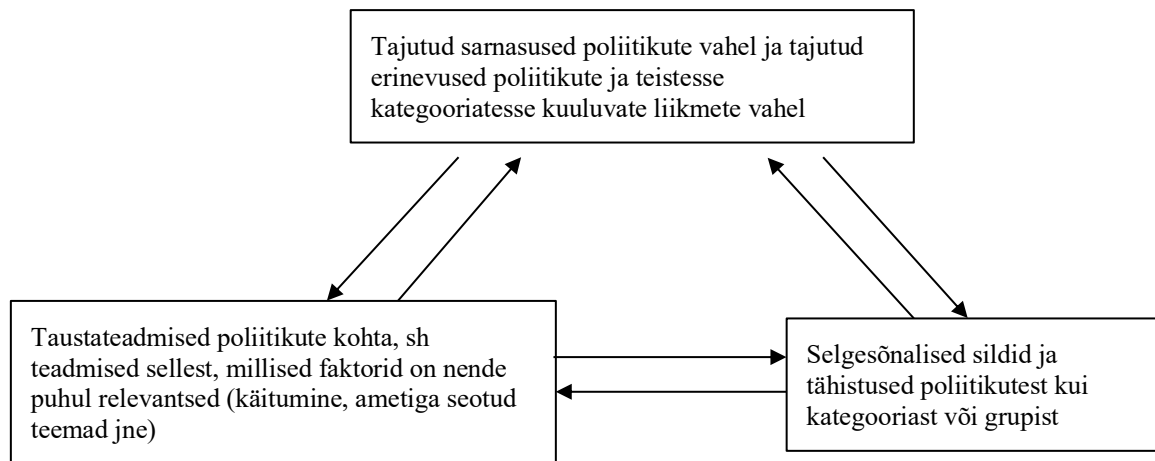 Tajutud sarnasused poliitikute vahel ja tajutud
erinevused poliitikute ja teistesse
kategooriatesse kuuluvate liikmete vahel
Taustateadmised poliitikute kohta, sh
teadmised sellest, millised faktorid on nende
puhul relevantsed (käitumine, ametiga seotud
teemad jne)
Selgesõnalised sildid ja
tähistused poliitikutest kui
kategooriast või grupist